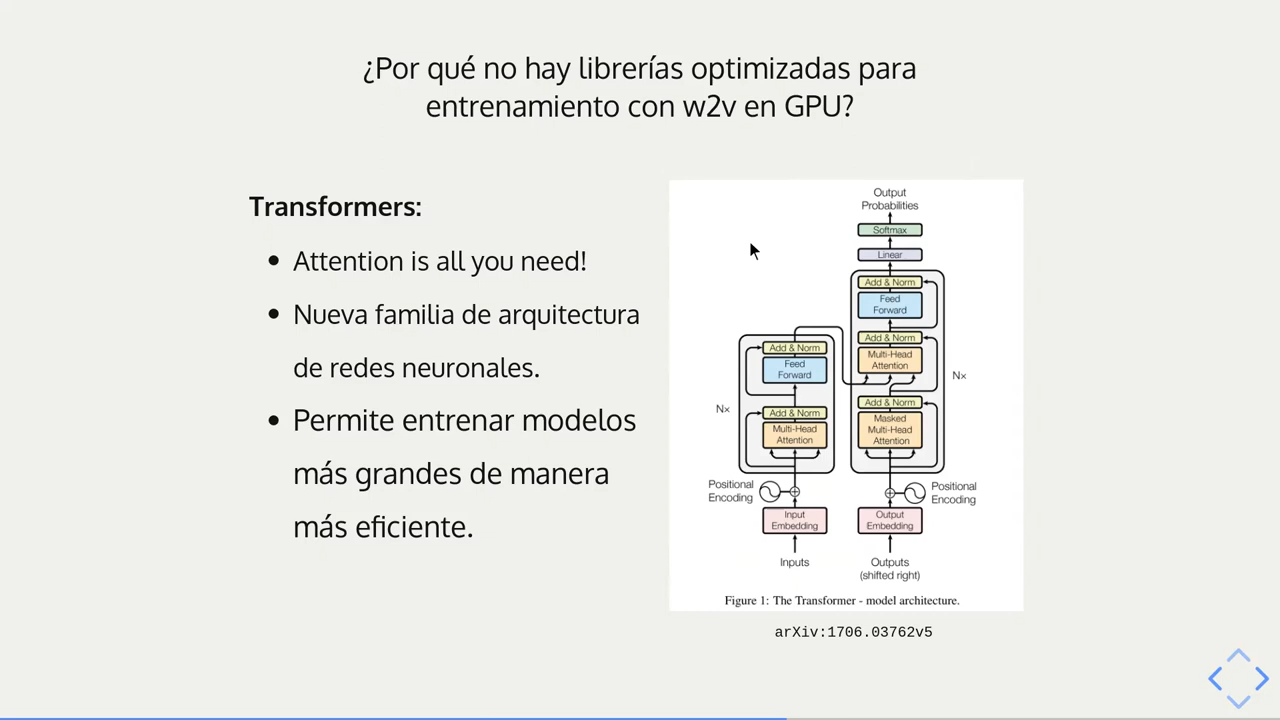 ¿Por qué no hay librerías optimizadas para
entrenamiento con w2v en GPU?
Transformers:
Attention is all you need!
Nueva familia de arquitectura
de redes neuronales.
Permite entrenar modelos
más grandes de manera
más eficiente.
Output
Probabilities
Softmax
Linear
Add & Norm
Feed
Forward
Add & Norm
Multi-Head
Attention
Add & Norm
Masked
Multi-Head
Attention
Nx
Positional
Encoding
Output
Embedding
Outputs
(shifted right)
Add & Norm
Feed
Forward
Add & Norm
Multi-Head
Attention
Nx
Positional
Encoding
Input
Embedding
Inputs
Figure 1: The Transformer - model architecture.
arXiv:1706.03762v5